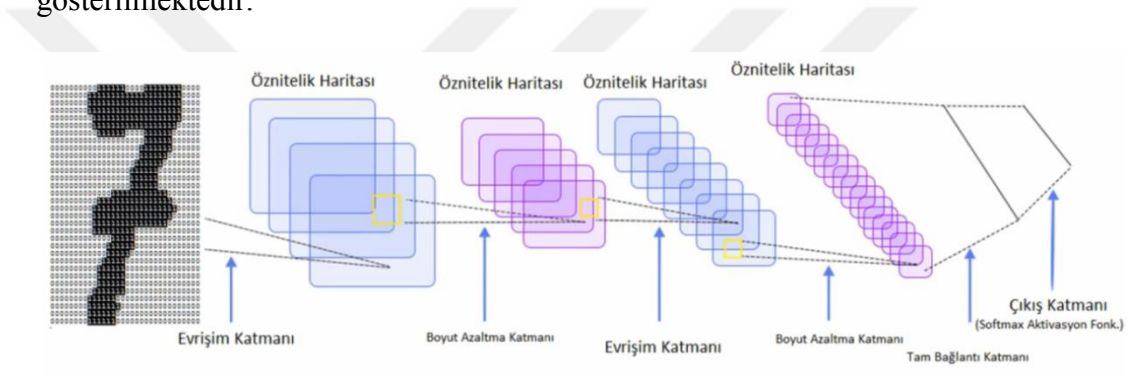 gösterilmektedir.
Öznitelik Haritası
Öznitelik Haritası
Öznitelik Haritası
Öznitelik Haritası
Evrişim Katmanı
Boyut Azaltma Katmanı
Evrişim Katmanı
Boyut Azaltma Katmanı
Tam Bağlantı Katmanı
Çıkış Katmanı
(Softmax Aktivasyon Fonk.)